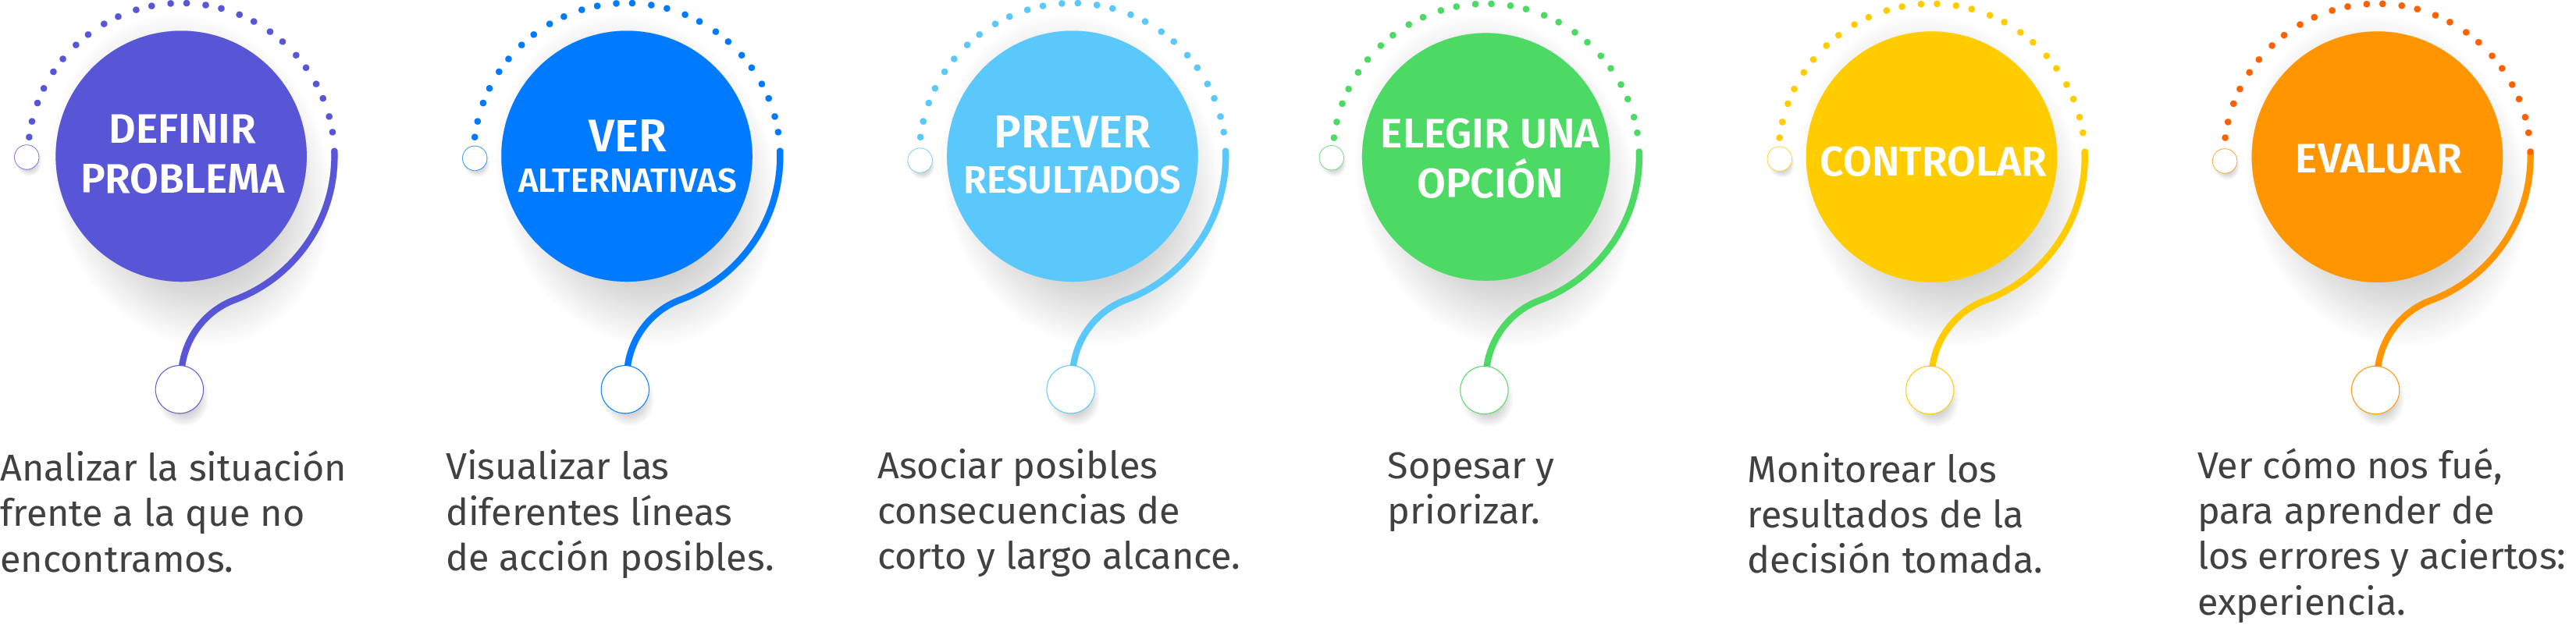 DEFINIR
PROBLEMA
Analizar la situación
frente a la que no
encontramos.
VER
ALTERNATIVAS
Visualizar las
diferentes líneas
de acción posibles.
PREVER
RESULTADOS
Asociar posibles
consecuencias de
corto y largo alcance.
ELEGIR UNA
OPCIÓN
Sopesar y
priorizar.
CONTROLAR
Monitorear los
resultados de la
decisión tomada.
EVALUAR
Ver cómo nos fué,
para aprender de
los errores y aciertos:
experiencia.